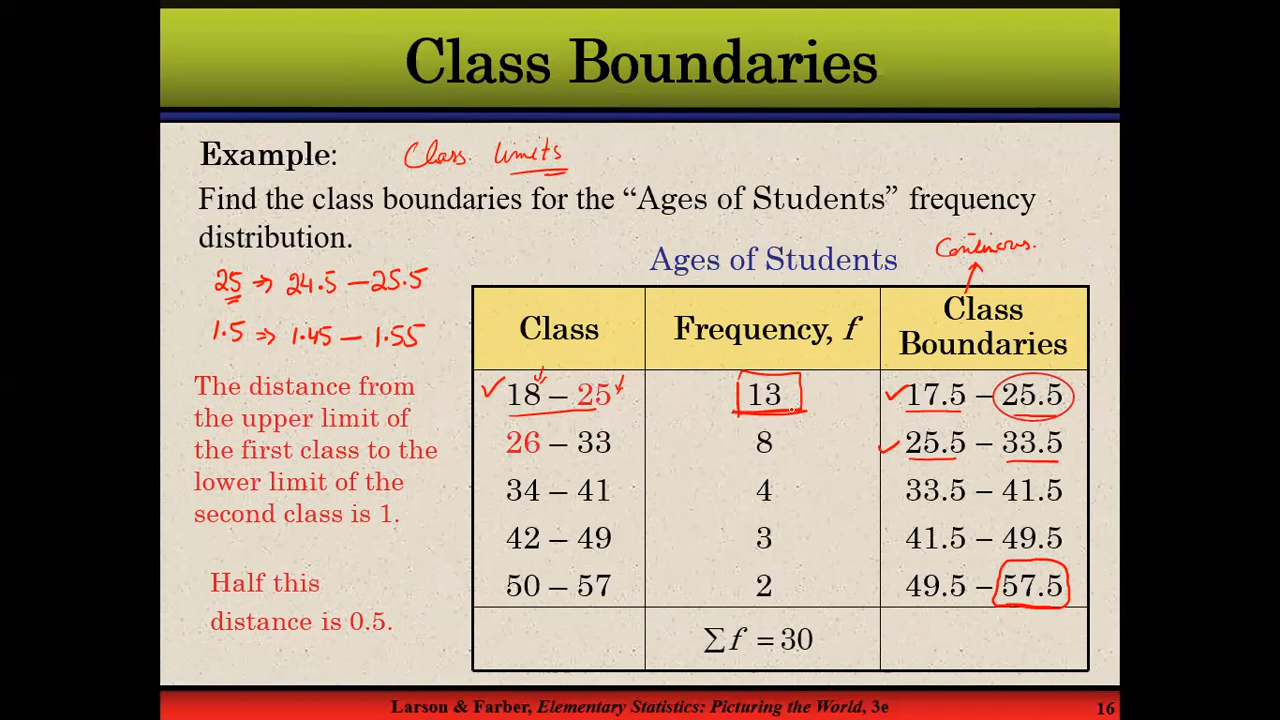 Class Boundaries
Example: Class limits
Find the class boundaries for the “Ages of Students” frequency
distribution.
Continuous.
Ages of Students
25 ⇒ 24.5 – 25.5
1.5 ⇒ 1.45 – 1.55
The distance from
the upper limit of
the first class to the
lower limit of the
second class is 1.
Half this
distance is 0.5.
Class Frequency, f Class Boundaries
18 – 25 13 17.5 – 25.5
26 – 33 8 25.5 – 33.5
34 – 41 4 33.5 – 41.5
42 – 49 3 41.5 – 49.5
50 – 57 2 49.5 – 57.5
∑f = 30
Larson & Farber, Elementary Statistics: Picturing the World, 3e 16